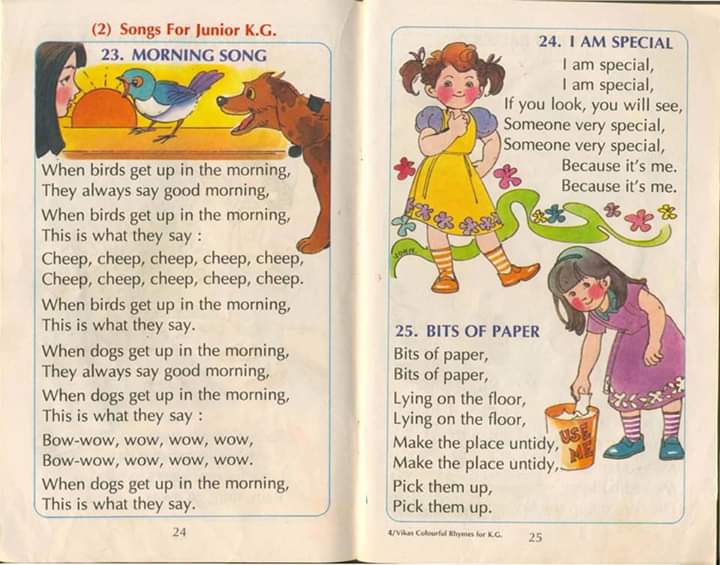 (2) Songs For Junior K.G.
23. MORNING SONG
When birds get up in the morning,
They always say good morning,
When birds get up in the morning,
This is what they say :
Cheep, cheep, cheep, cheep, cheep,
Cheep, cheep, cheep, cheep, cheep.
When birds get up in the morning,
This is what they say.
When dogs get up in the morning,
They always say good morning,
When dogs get up in the morning,
This is what they say :
Bow-wow, wow, wow, wow,
Bow-wow, wow, wow, wow.
When dogs get up in the morning,
This is what they say.
24
24. I AM SPECIAL
I am special,
I am special,
If you look, you will see,
Someone very special,
Someone very special,
Because it's me.
Because it's me.
25. BITS OF PAPER
Bits of paper,
Bits of paper,
Lying on the floor,
Lying on the floor,
Make the place untidy,
Make the place untidy,
Pick them up,
Pick them up.
USE
ME
4/Vikas Colourful Rhymes for K.G.
25